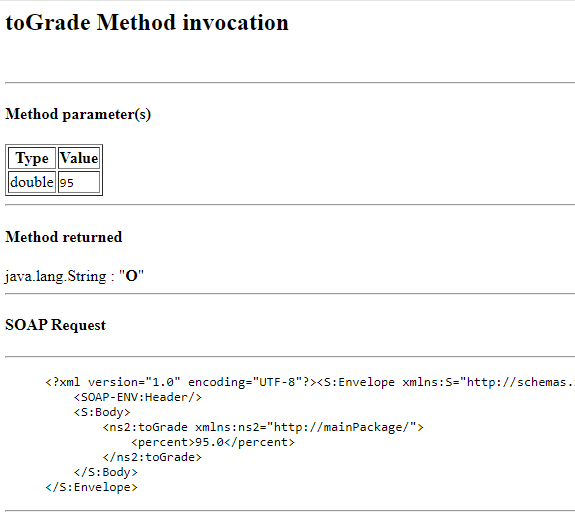 toGrade Method invocation
Method parameter(s)
Type Value
double 95
Method returned
java.lang.String : "O"
SOAP Request
<?xml version="1.0" encoding="UTF-8"?><S:Envelope xmlns:S="http://schemas.
<SOAP-ENV:Header/>
<S:Body>
<ns2:toGrade xmlns:ns2="http://mainPackage/">
<percent>95.0</percent>
</ns2:toGrade>
</S:Body>
</S:Envelope>